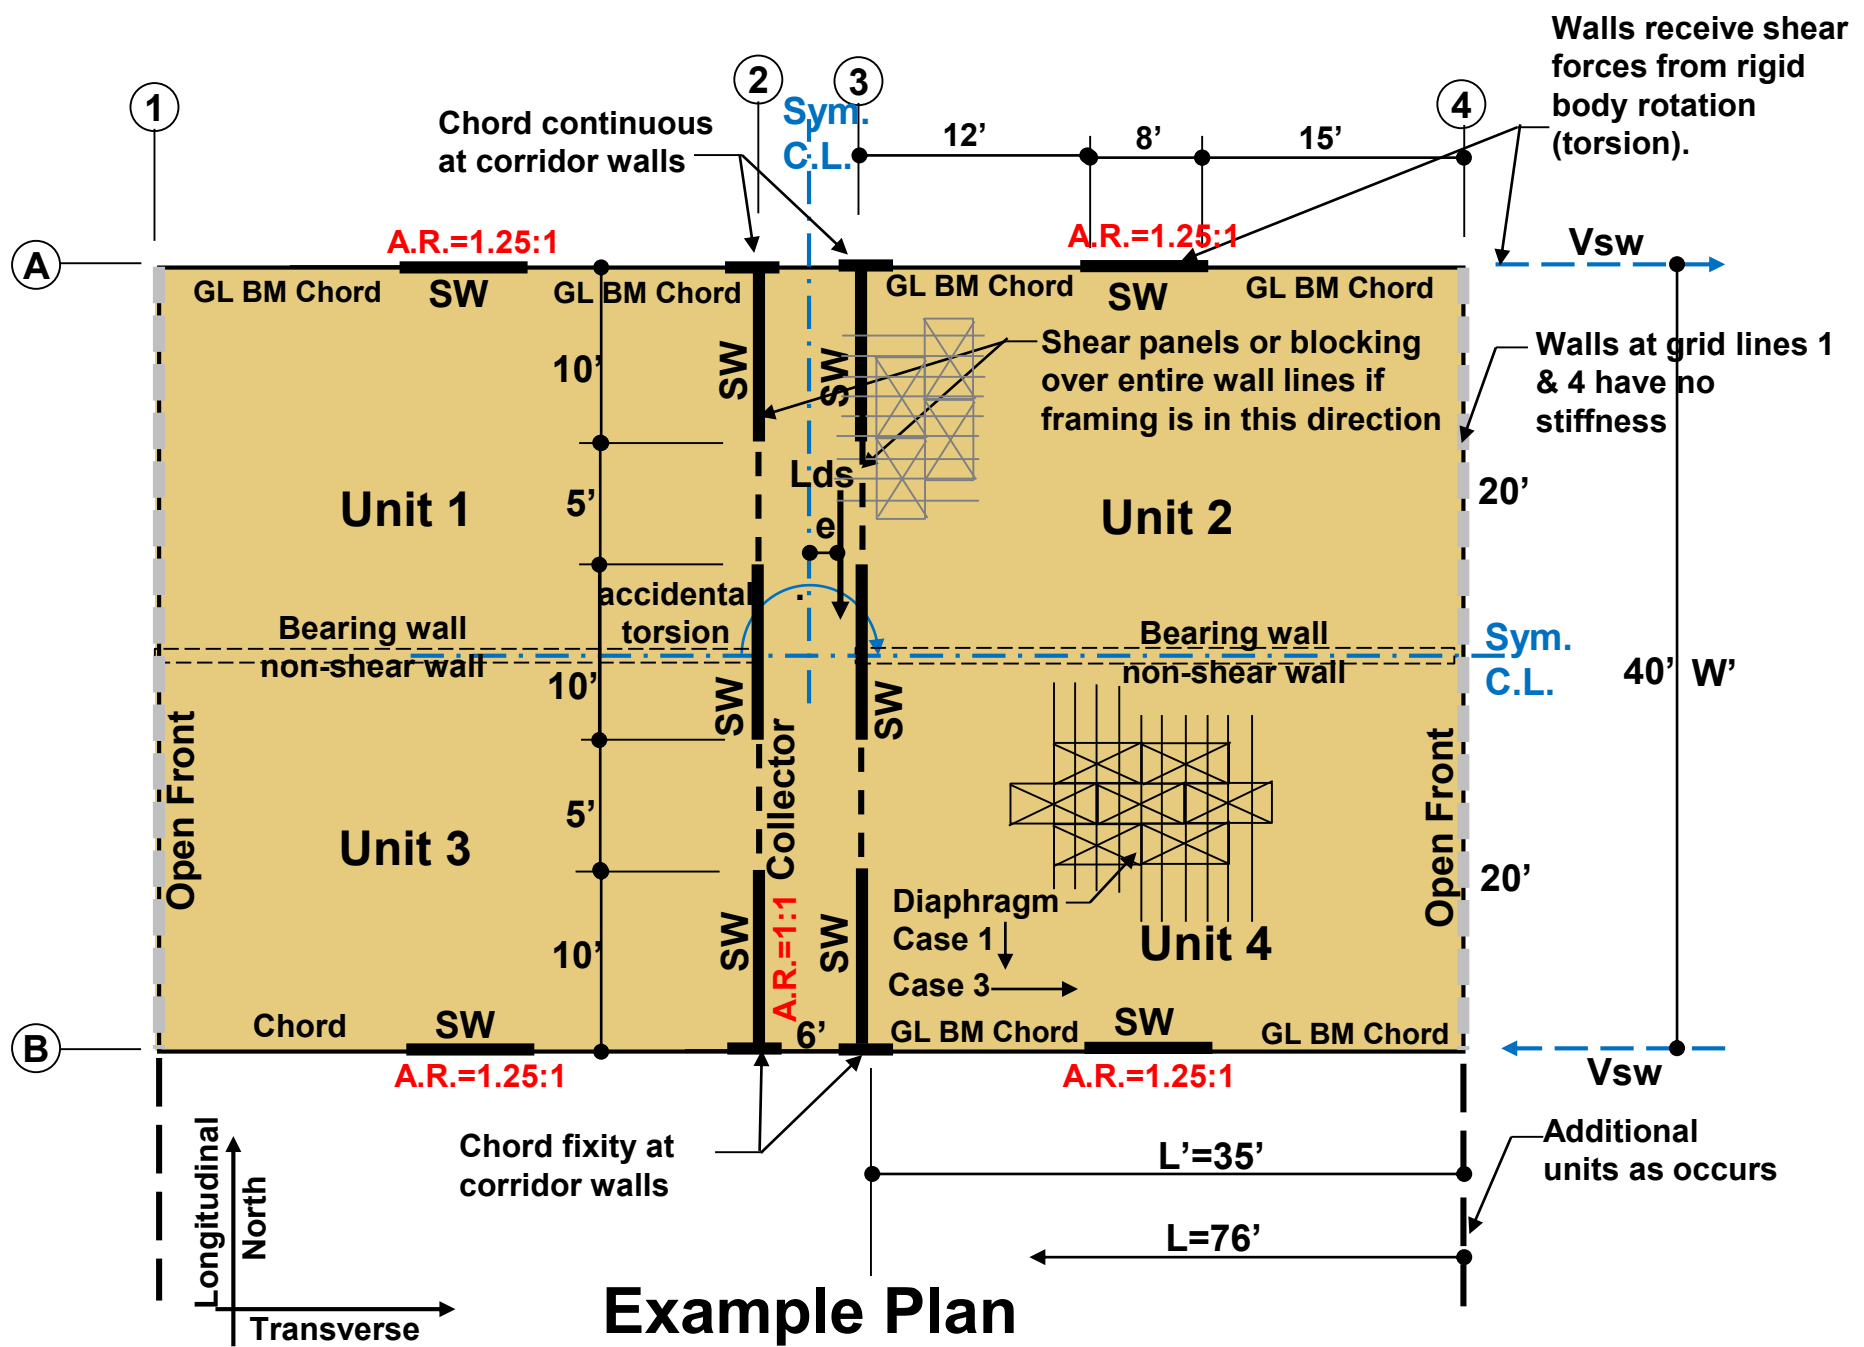 Walls receive shear
forces from rigid
body rotation
(torsion).
1
2
3
4
Sym.
C.L.
Chord continuous
at corridor walls
12’
8’
15’
A.R.=1.25:1
A.R.=1.25:1
Vsw
A
GL BM Chord
SW
GL BM Chord
GL BM Chord
SW
GL BM Chord
SW
SW
10’
Shear panels or blocking
over entire wall lines if
framing is in this direction
Walls at grid lines 1
& 4 have no
stiffness
Lds
e
5’
Unit 1
Unit 2
20’
accidental
torsion
Bearing wall
non-shear wall
Bearing wall
non-shear wall
Sym.
C.L.
40’
W’
10’
SW
SW
Collector
Open Front
Open Front
5’
Unit 3
20’
Diaphragm
Case 1
Case 3
Unit 4
10’
SW
A.R.=1:1
SW
6’
Chord
SW
GL BM Chord
SW
GL BM Chord
B
A.R.=1.25:1
A.R.=1.25:1
Vsw
Chord fixity at
corridor walls
L’=35’
Additional
units as occurs
L=76’
Longitudinal
North
Transverse
Example Plan